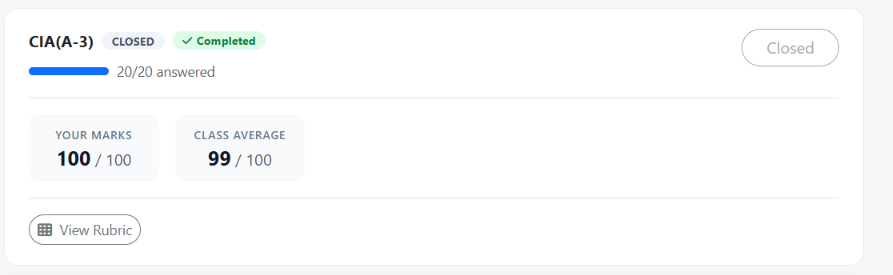 CIA(A-3) CLOSED ✓ Completed
Closed
20/20 answered
YOUR MARKS
100 / 100
CLASS AVERAGE
99 / 100
View Rubric